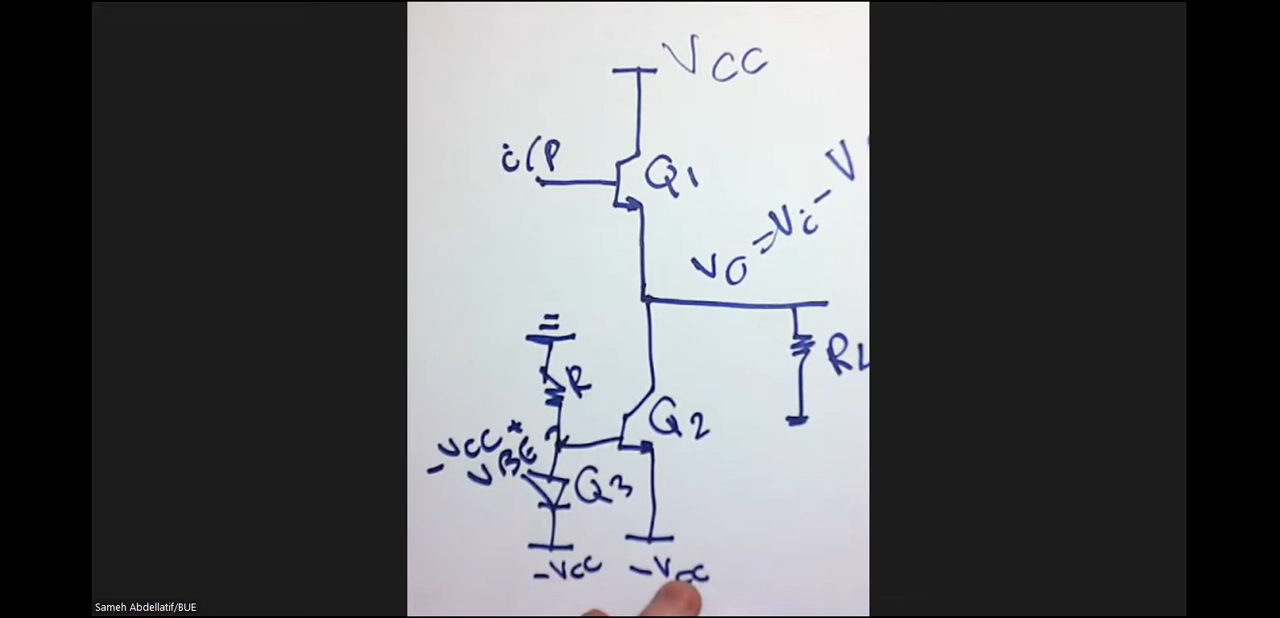 VCC
i/P
Q1
Vo = Vi - V
R
RL
Q2
-VCC +
VBE
Q3
-VCC
-VCC
Sameh Abdellatif/BUE